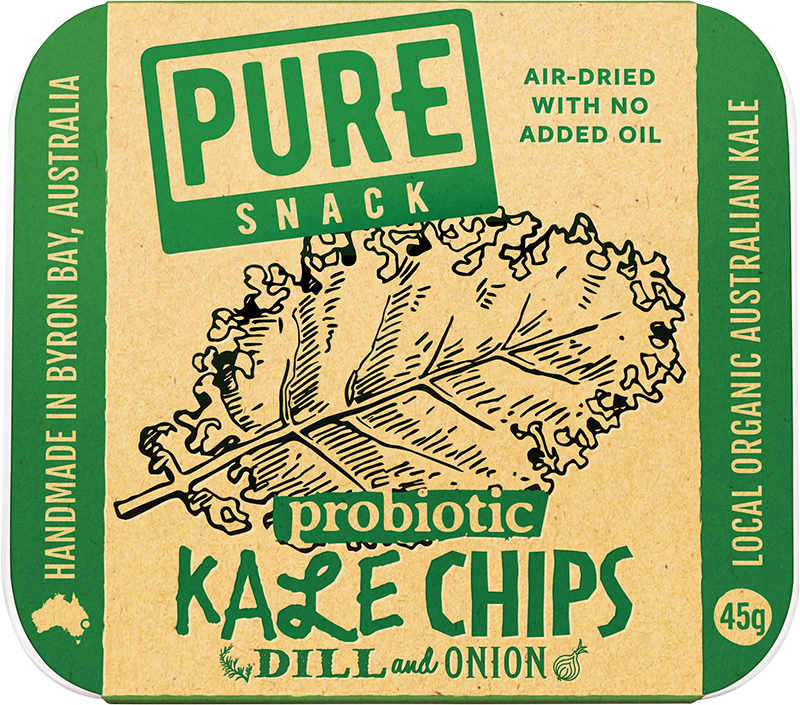 PURE
SNACK
AIR-DRIED
WITH NO
ADDED OIL
HANDMADE IN BYRON BAY, AUSTRALIA
LOCAL ORGANIC AUSTRALIAN KALE
probiotic
KALE CHIPS
DILL and ONION
45g